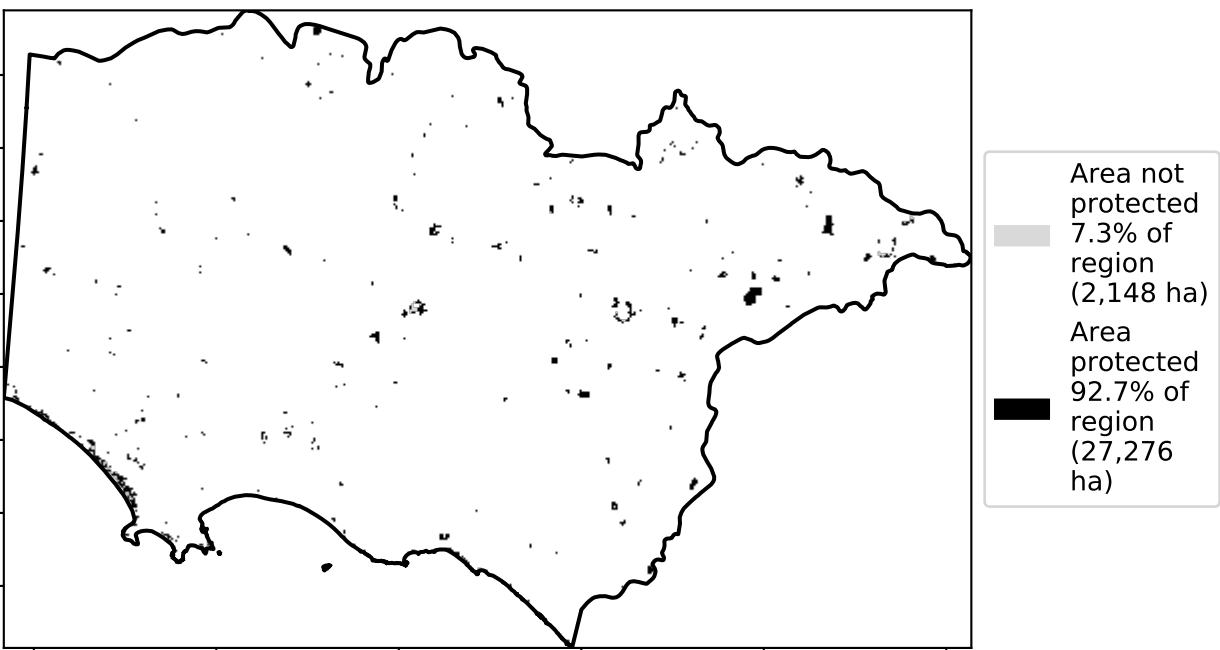 Area not
protected
7.3% of
region
(2,148 ha)
Area
protected
92.7% of
region
(27,276
ha)